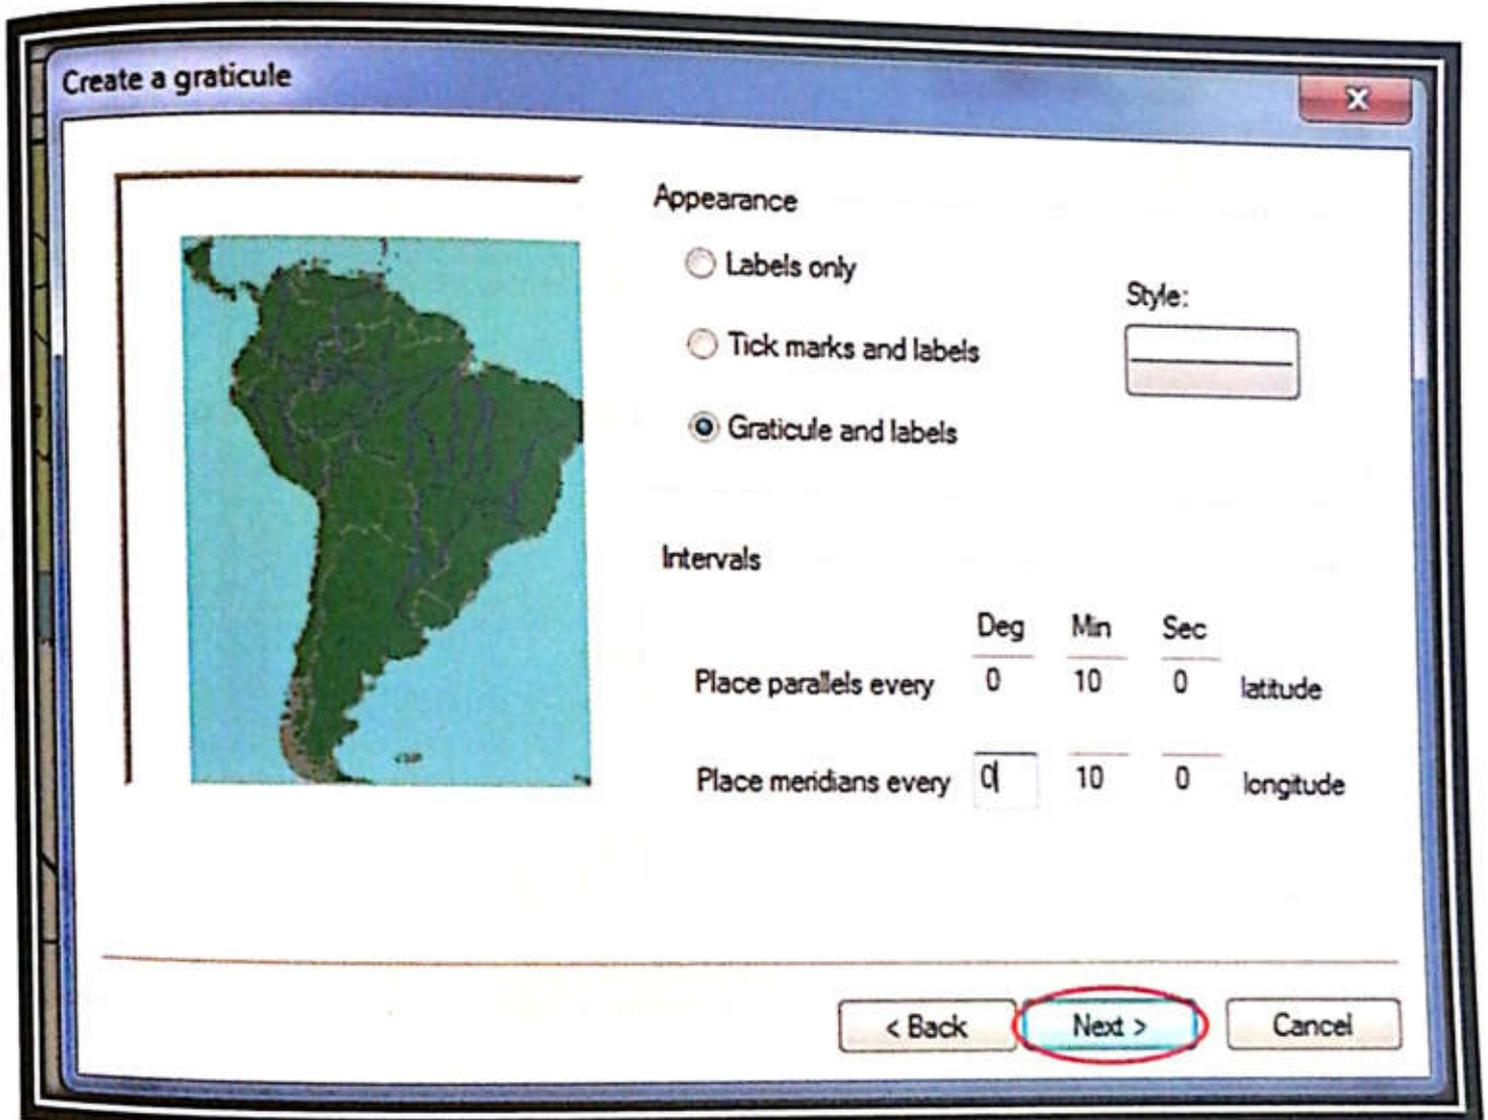 Create a graticule
x
Appearance
Labels only
Style:
Tick marks and labels
Graticule and labels
Intervals
Deg Min Sec
Place parallels every 0 10 0 latitude
Place meridians every 0 10 0 longitude
< Back Next > Cancel